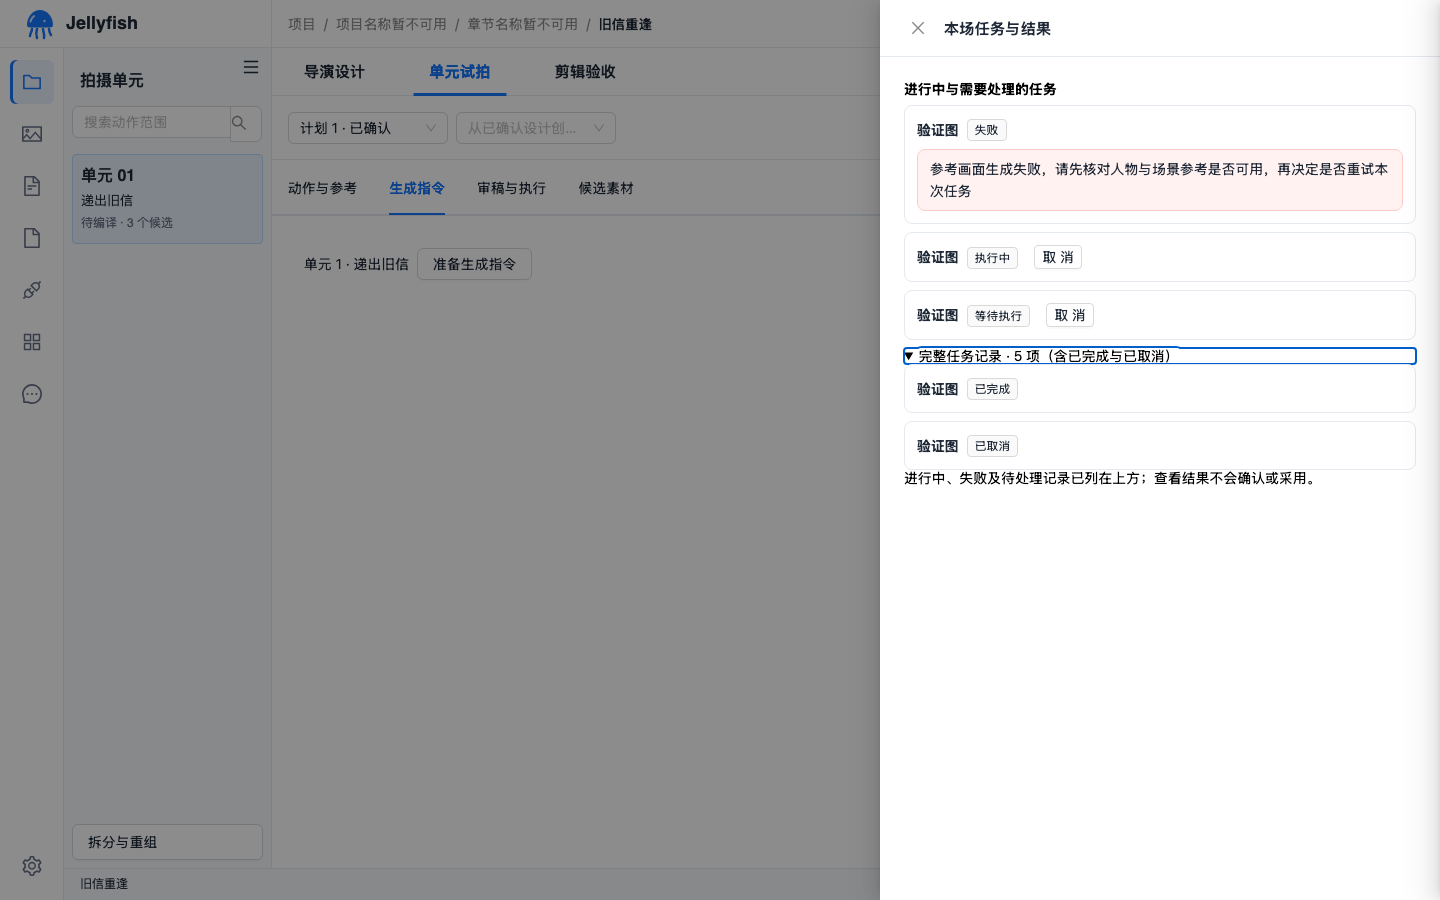 Jellyfish
项目 / 项目名称暂不可用 / 章节名称暂不可用 / 旧信重逢
拍摄单元
搜索动作范围
单元 01
递出旧信
待编译 · 3 个候选
拆分与重组
旧信重逢
导演设计
单元试拍
剪辑验收
计划 1 · 已确认
从已确认设计创...
动作与参考
生成指令
审稿与执行
候选素材
单元 1 · 递出旧信
准备生成指令
本场任务与结果
进行中与需要处理的任务
验证图 失败
参考画面生成失败，请先核对人物与场景参考是否可用，再决定是否重试本
次任务
验证图 执行中 取 消
验证图 等待执行 取 消
▼ 完整任务记录 · 5 项（含已完成与已取消）
验证图 已完成
验证图 已取消
进行中、失败及待处理记录已列在上方；查看结果不会确认或采用。